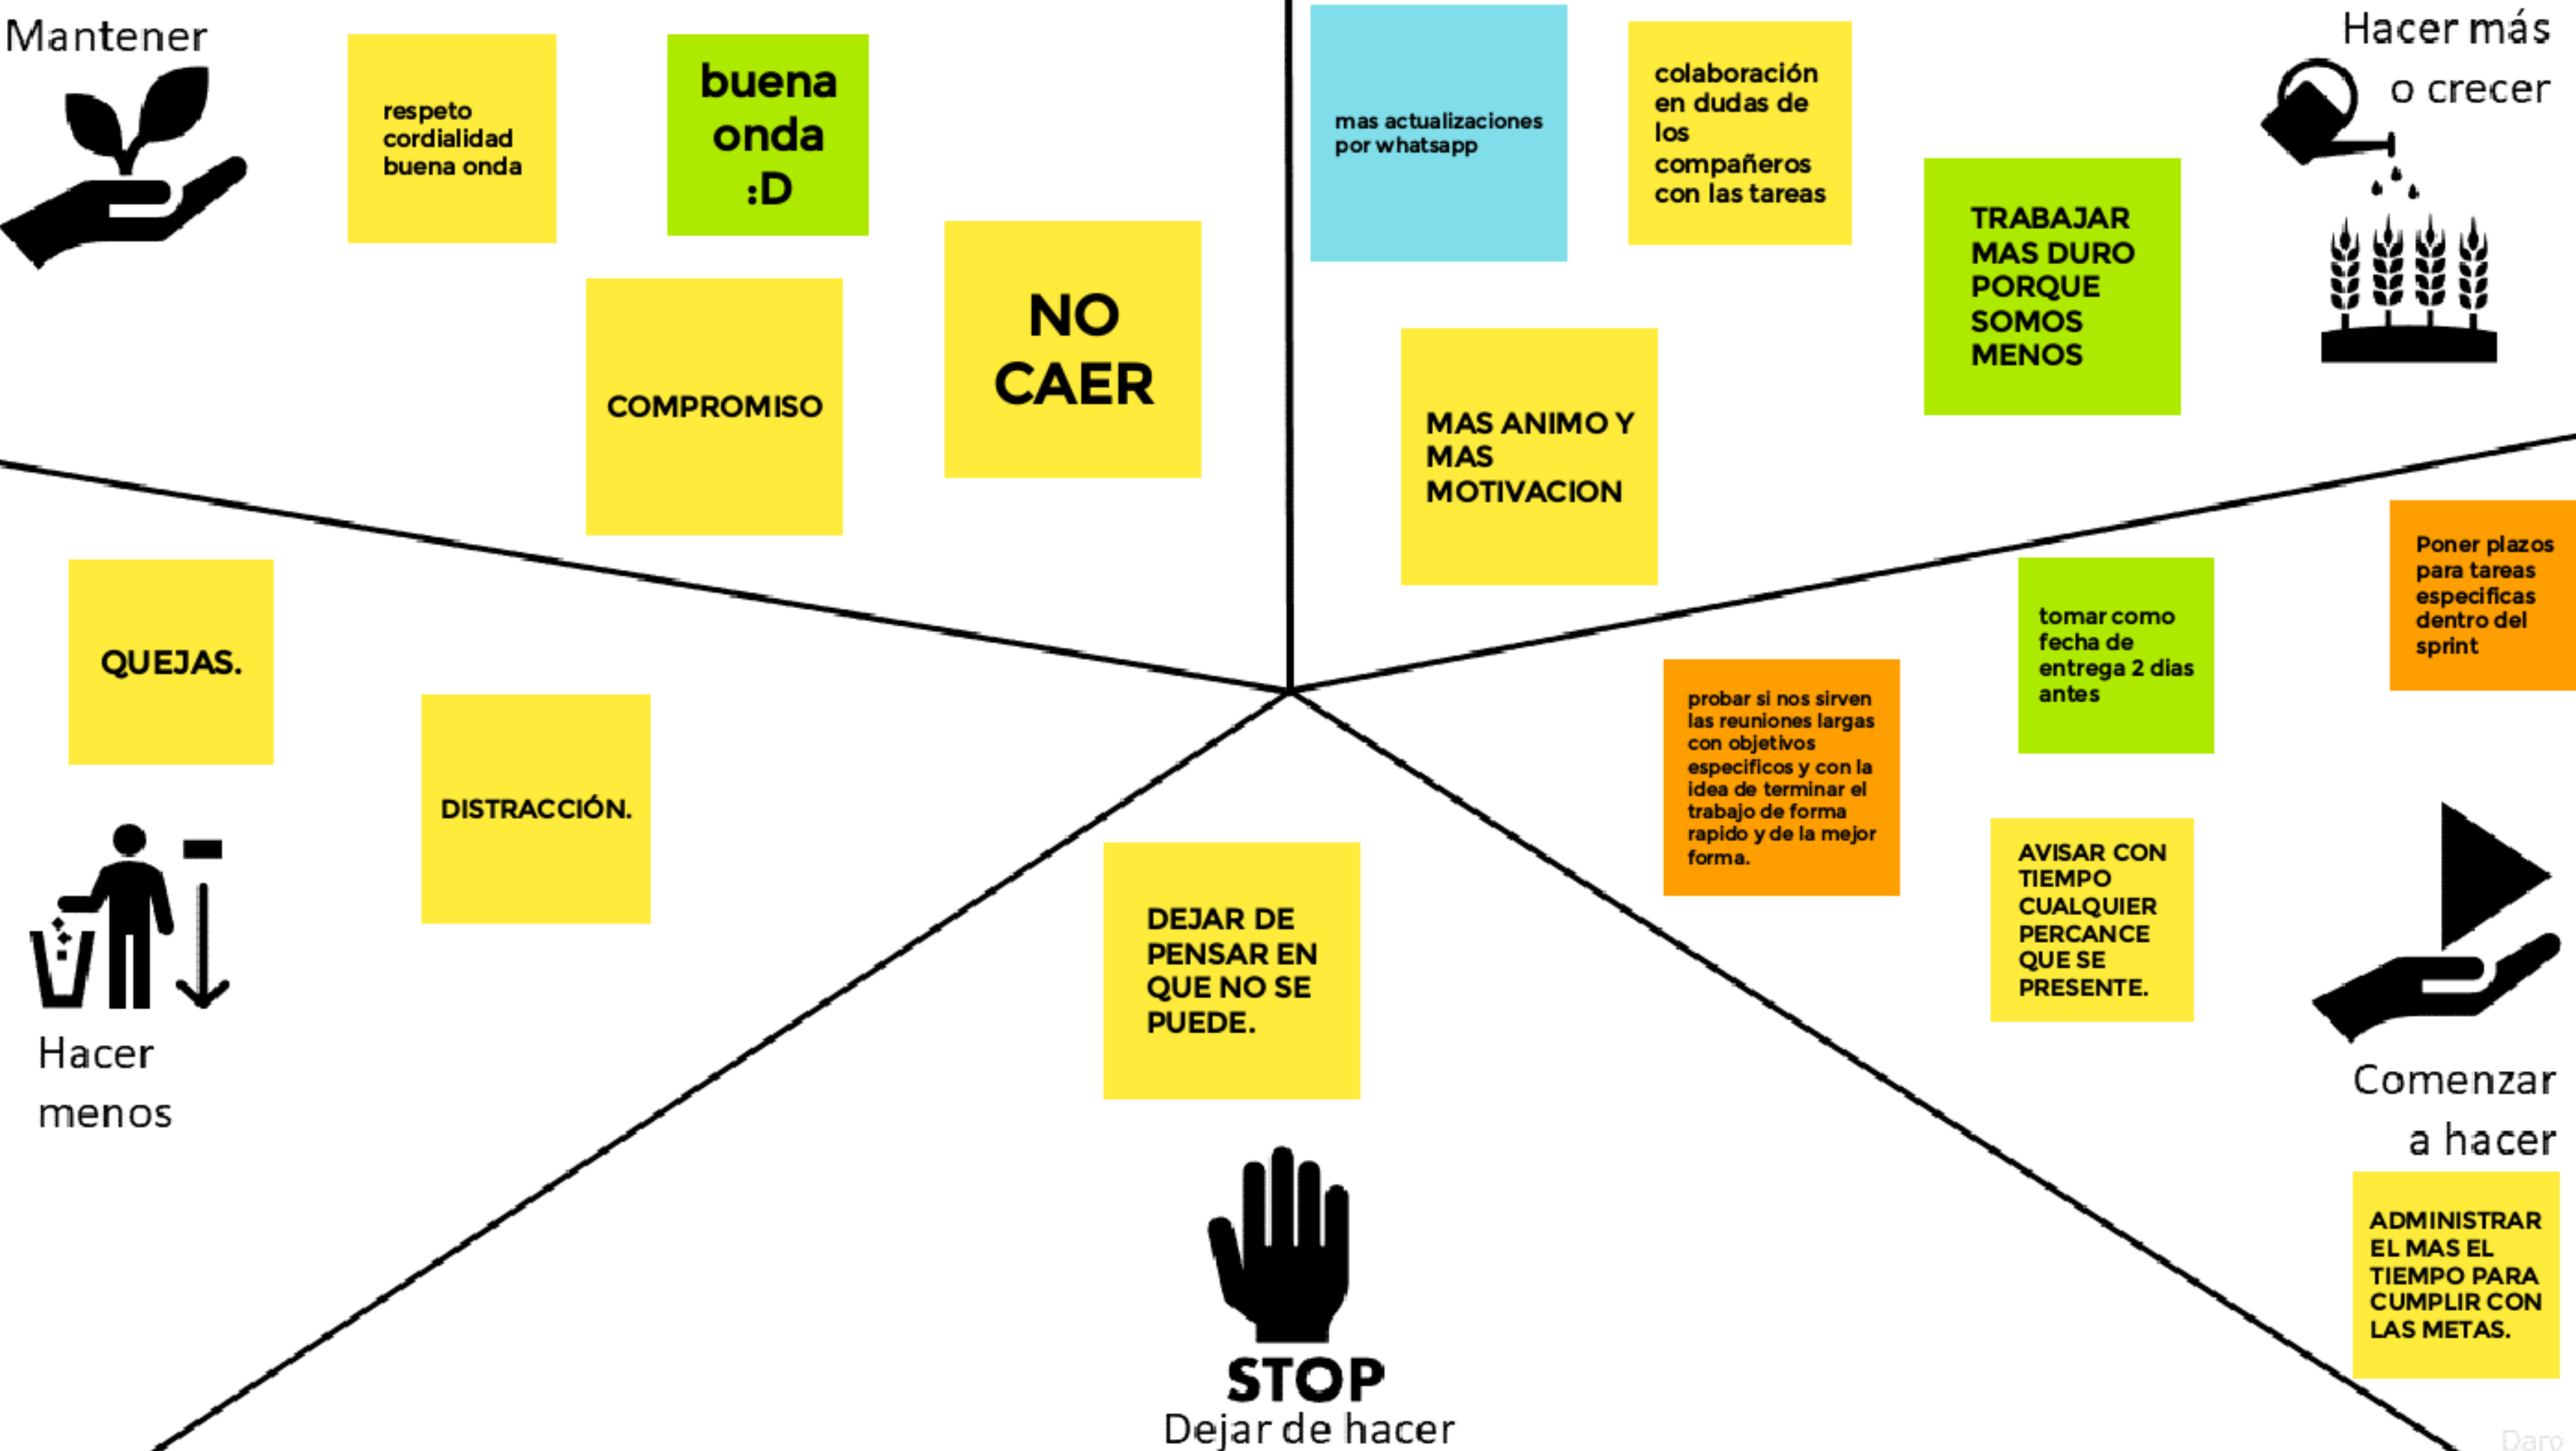 Mantener
respeto
cordialidad
buena onda
buena
onda
:D
COMPROMISO
NO
CAER
mas actualizaciones
por whatsapp
colaboración
en dudas de
los
compañeros
con las tareas
TRABAJAR
MAS DURO
PORQUE
SOMOS
MENOS
MAS ANIMO Y
MAS
MOTIVACION
Hacer más
o crecer
QUEJAS.
DISTRACCIÓN.
Hacer
menos
DEJAR DE
PENSAR EN
QUE NO SE
PUEDE.
STOP
Dejar de hacer
probar si nos sirven
las reuniones largas
con objetivos
especificos y con la
idea de terminar el
trabajo de forma
rapido y de la mejor
forma.
tomar como
fecha de
entrega 2 dias
antes
Poner plazos
para tareas
especificas
dentro del
sprint
AVISAR CON
TIEMPO
CUALQUIER
PERCANCE
QUE SE
PRESENTE.
Comenzar
a hacer
ADMINISTRAR
EL MAS EL
TIEMPO PARA
CUMPLIR CON
LAS METAS.
Daro